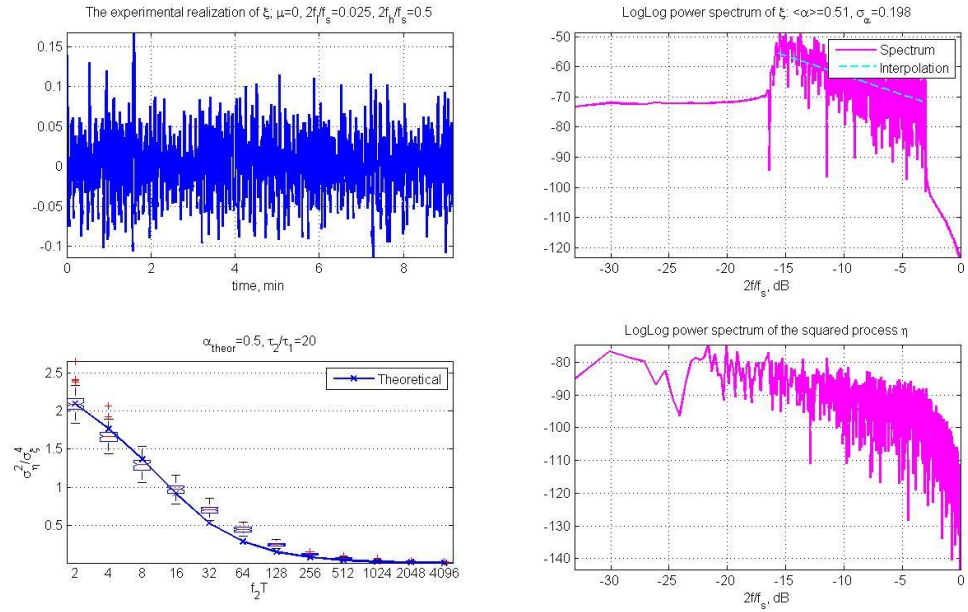 The experimental realization of ξ; μ=0, 2f_l/f_s=0.025, 2f_h/f_s=0.5
0.15
0.1
0.05
0
-0.05
-0.1
0 2 4 6 8
time, min
LogLog power spectrum of ξ: <α>=0.51, σ_α=0.198
Spectrum
Interpolation
-50
-60
-70
-80
-90
-100
-110
-120
-30 -25 -20 -15 -10 -5 0
2f/f_s, dB
α_theor=0.5, τ_2/τ_1=20
Theoretical
2.5
2
1.5
1
0.5
σ_η^2/σ_ξ^4
2 4 8 16 32 64 128 256 512 1024 2048 4096
f_2T
LogLog power spectrum of the squared process η
-80
-90
-100
-110
-120
-130
-140
-30 -25 -20 -15 -10 -5 0
2f/f_s, dB